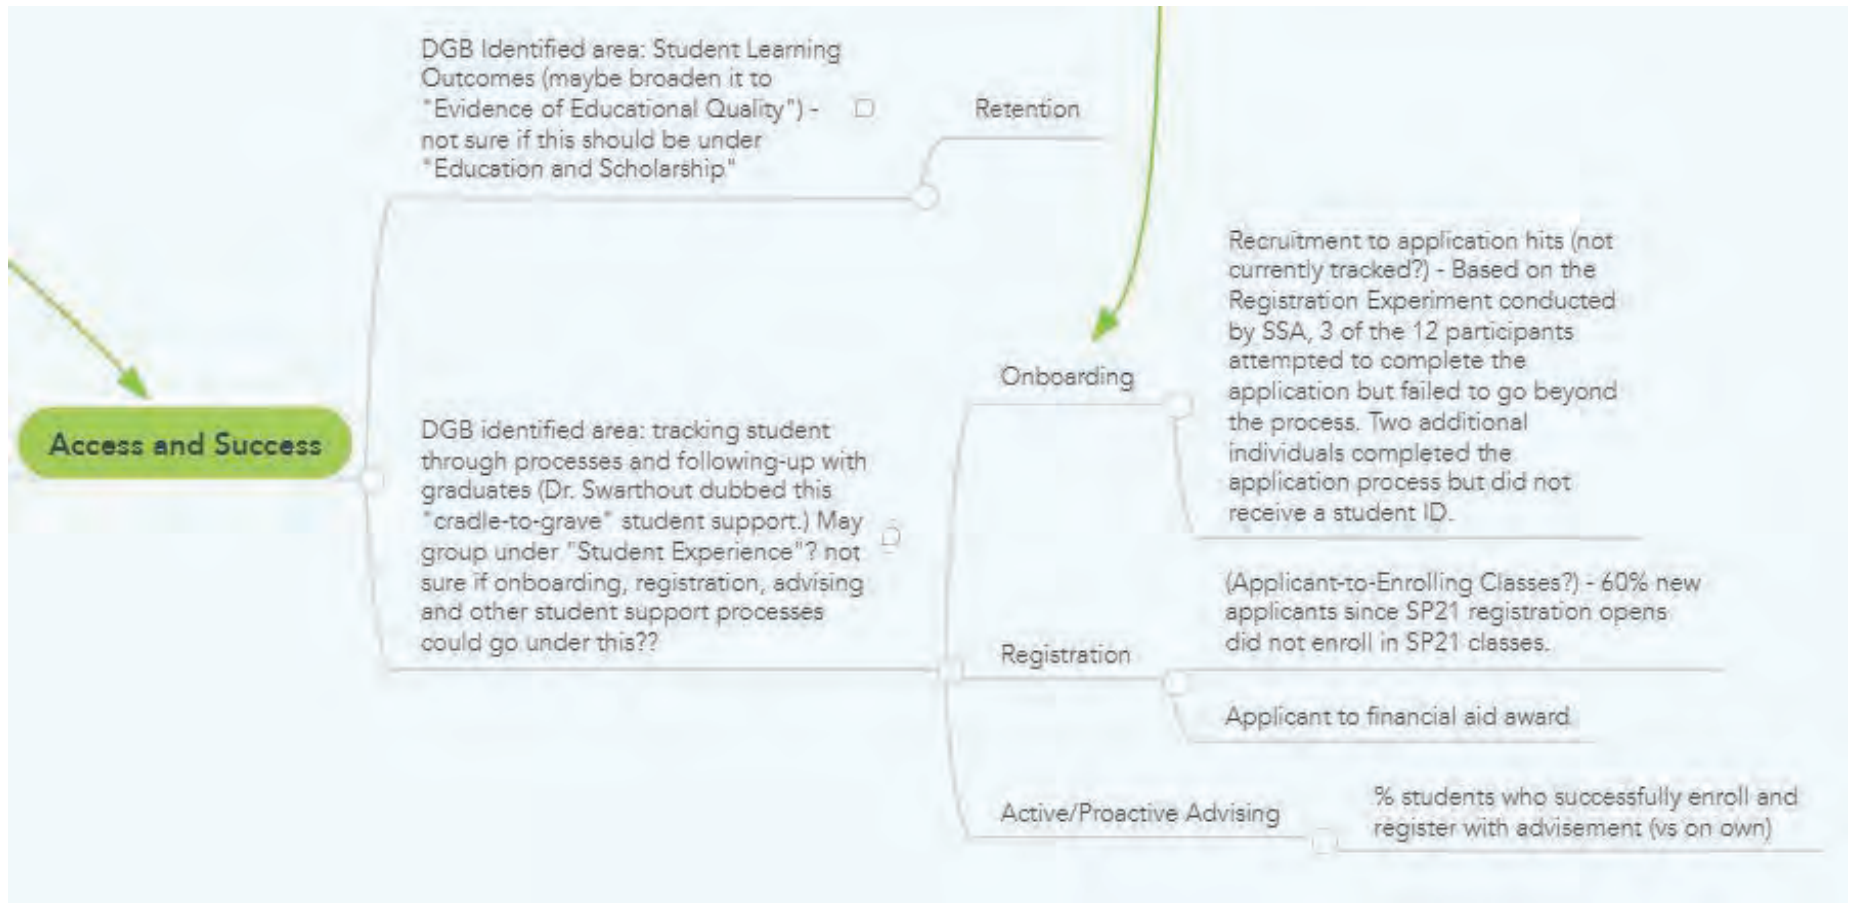 DGB Identified area: Student Learning
Outcomes (maybe broaden it to
"Evidence of Educational Quality") -
not sure if this should be under
"Education and Scholarship"
Retention
Access and Success
DGB identified area: tracking student
through processes and following-up with
graduates (Dr. Swarthout dubbed this
"cradle-to-grave" student support.) May
group under "Student Experience"? not
sure if onboarding, registration, advising
and other student support processes
could go under this??
Onboarding
Recruitment to application hits (not
currently tracked?) - Based on the
Registration Experiment conducted
by SSA, 3 of the 12 participants
attempted to complete the
application but failed to go beyond
the process. Two additional
individuals completed the
application process but did not
receive a student ID.
Registration
(Applicant-to-Enrolling Classes?) - 60% new
applicants since SP21 registration opens
did not enroll in SP21 classes.
Applicant to financial aid award
Active/Proactive Advising
% students who successfully enroll and
register with advisement (vs on own)